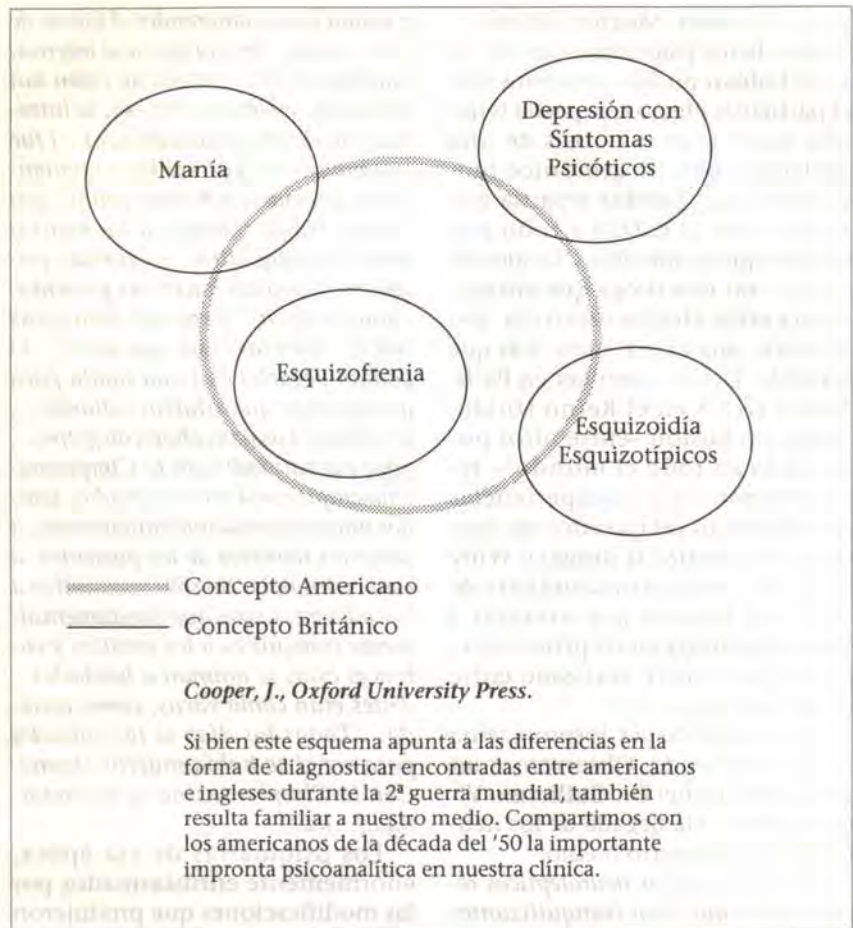 Manía
Depresión con
Síntomas
Psicóticos
Esquizofrenia
Esquizoidía
Esquizotípicos
Concepto Americano
Concepto Británico
Cooper, J., Oxford University Press.
Si bien este esquema apunta a las diferencias en la
forma de diagnosticar encontradas entre americanos
e ingleses durante la 2ª guerra mundial, también
resulta familiar a nuestro medio. Compartimos con
los americanos de la década del '50 la importante
impronta psicoanalítica en nuestra clínica.